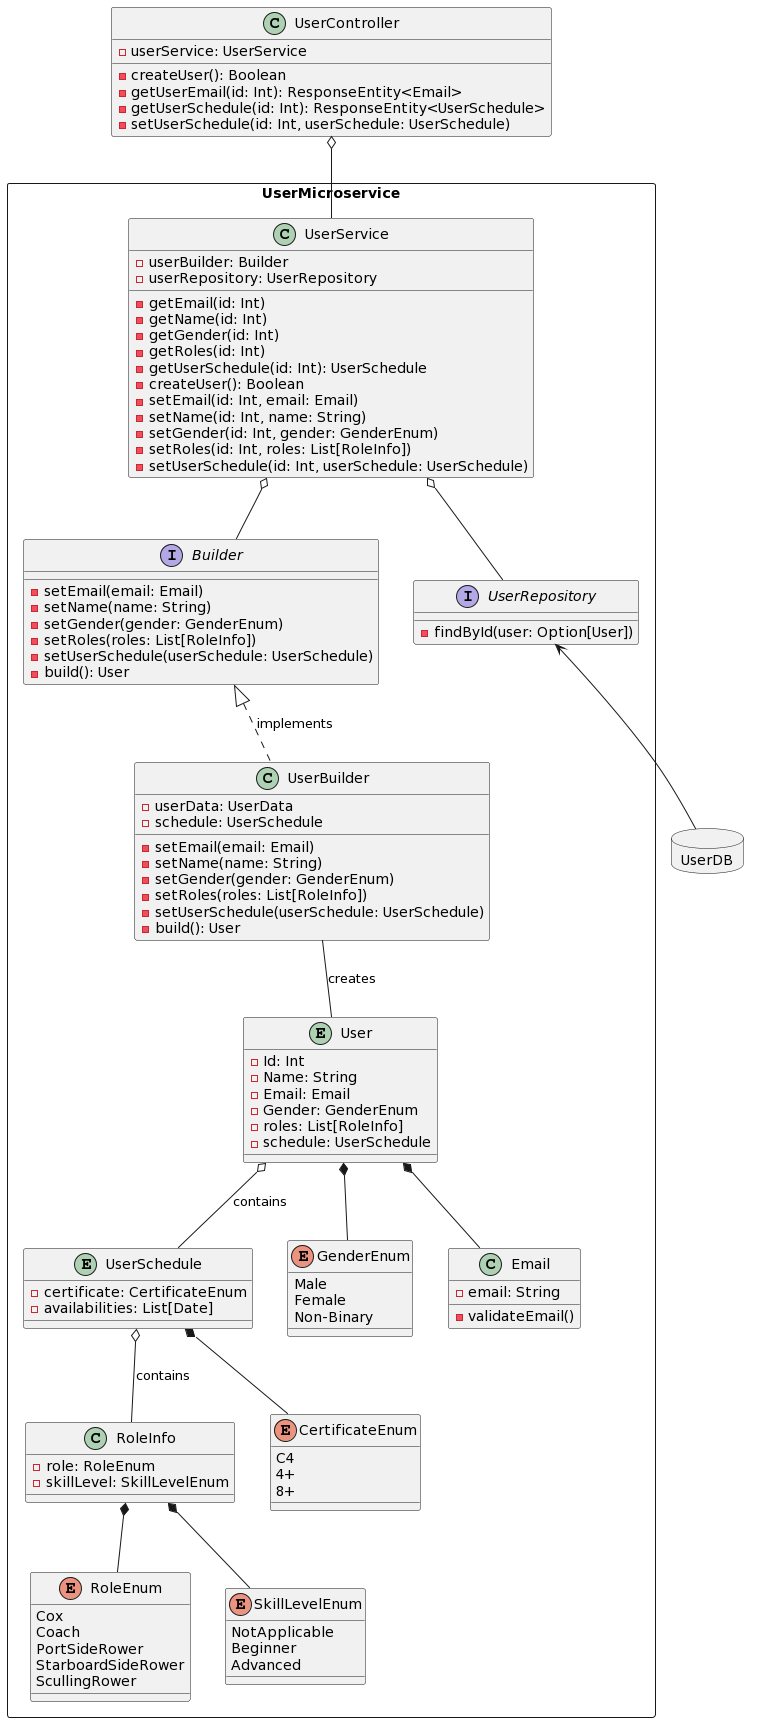 C UserController
userService: UserService
createUser(): Boolean
getUserEmail(id: Int): ResponseEntity<Email>
getUserSchedule(id: Int): ResponseEntity<UserSchedule>
setUserSchedule(id: Int, userSchedule: UserSchedule)
UserMicroservice
C UserService
userBuilder: Builder
userRepository: UserRepository
getEmail(id: Int)
getName(id: Int)
getGender(id: Int)
getRoles(id: Int)
getUserSchedule(id: Int): UserSchedule
createUser(): Boolean
setEmail(id: Int, email: Email)
setName(id: Int, name: String)
setGender(id: Int, gender: GenderEnum)
setRoles(id: Int, roles: List[RoleInfo])
setUserSchedule(id: Int, userSchedule: UserSchedule)
I Builder
setEmail(email: Email)
setName(name: String)
setGender(gender: GenderEnum)
setRoles(roles: List[RoleInfo])
setUserSchedule(userSchedule: UserSchedule)
build(): User
I UserRepository
findById(user: Option[User])
implements
C UserBuilder
userData: UserData
schedule: UserSchedule
setEmail(email: Email)
setName(name: String)
setGender(gender: GenderEnum)
setRoles(roles: List[RoleInfo])
setUserSchedule(userSchedule: UserSchedule)
build(): User
UserDB
creates
E User
Id: Int
Name: String
Email: Email
Gender: GenderEnum
roles: List[RoleInfo]
schedule: UserSchedule
contains
E UserSchedule
certificate: CertificateEnum
availabilities: List[Date]
E GenderEnum
Male
Female
Non-Binary
C Email
email: String
validateEmail()
contains
C RoleInfo
role: RoleEnum
skillLevel: SkillLevelEnum
E CertificateEnum
C4
4+
8+
E RoleEnum
Cox
Coach
PortSideRower
StarboardSideRower
ScullingRower
E SkillLevelEnum
NotApplicable
Beginner
Advanced